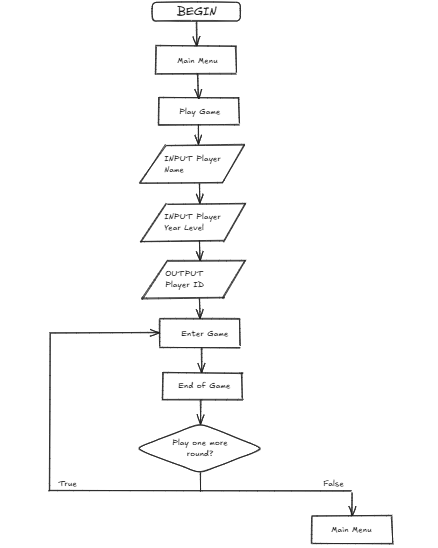 BEGIN
Main Menu
Play Game
INPUT Player
Name
INPUT Player
Year Level
OUTPUT
Player ID
Enter Game
End of Game
Play one more
round?
True
False
Main Menu